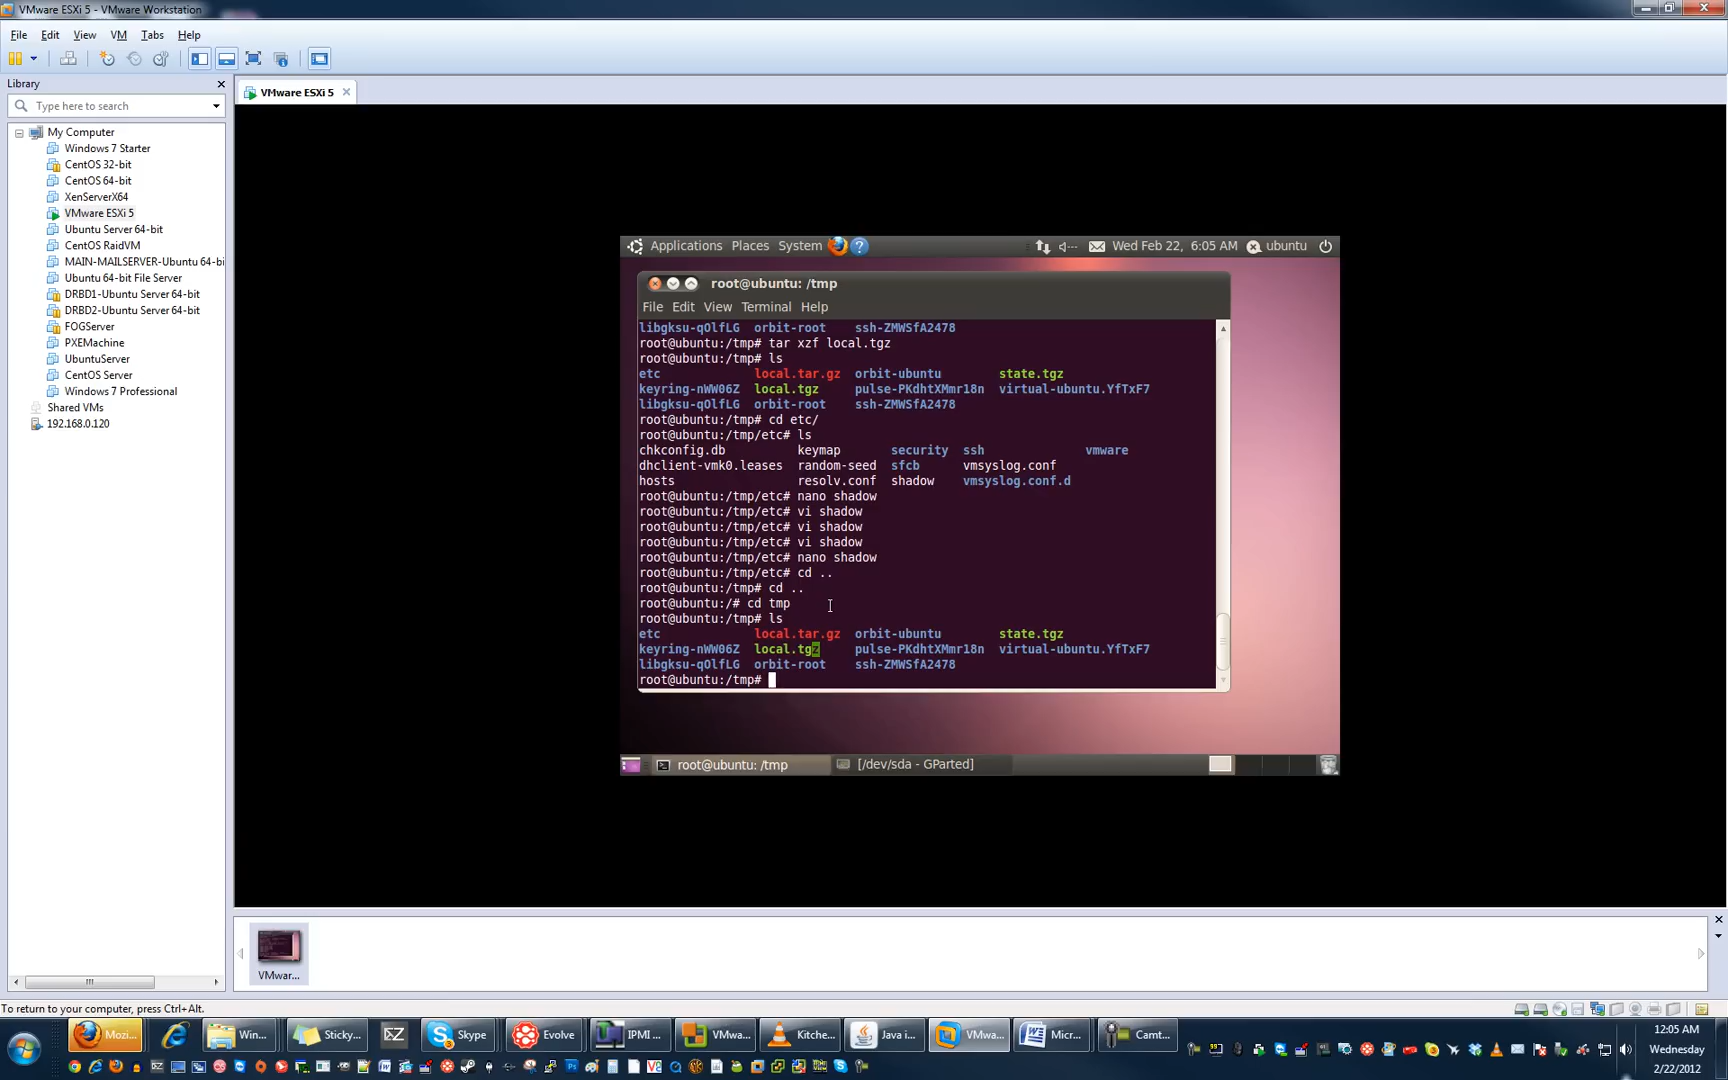 VMware ESXi 5 - VMware Workstation
File Edit View VM Tabs Help
Library
Type here to search
My Computer
Windows 7 Starter
CentOS 32-bit
CentOS 64-bit
XenServerX64
VMware ESXi 5
Ubuntu Server 64-bit
CentOS RaidVM
MAIN-MAILSERVER-Ubuntu 64-bi
Ubuntu 64-bit File Server
DRBD1-Ubuntu Server 64-bit
DRBD2-Ubuntu Server 64-bit
FOGServer
PXEMachine
UbuntuServer
CentOS Server
Windows 7 Professional
Shared VMs
192.168.0.120
VMware ESXi 5
Applications Places System Wed Feb 22, 6:05 AM ubuntu
root@ubuntu: /tmp
File Edit View Terminal Help
libgksu-qOlfLG orbit-root ssh-ZMWSfA2478
root@ubuntu:/tmp# tar xzf local.tgz
root@ubuntu:/tmp# ls
etc local.tar.gz orbit-ubuntu state.tgz
keyring-nWW06Z local.tgz pulse-PKdhtXMmr18n virtual-ubuntu.YfTxF7
libgksu-qOlfLG orbit-root ssh-ZMWSfA2478
root@ubuntu:/tmp# cd etc/
root@ubuntu:/tmp/etc# ls
chkconfig.db keymap security ssh vmware
dhclient-vmk0.leases random-seed sfcb vmsyslog.conf
hosts resolv.conf shadow vmsyslog.conf.d
root@ubuntu:/tmp/etc# nano shadow
root@ubuntu:/tmp/etc# vi shadow
root@ubuntu:/tmp/etc# vi shadow
root@ubuntu:/tmp/etc# vi shadow
root@ubuntu:/tmp/etc# nano shadow
root@ubuntu:/tmp/etc# cd ..
root@ubuntu:/tmp# cd ..
root@ubuntu:/# cd tmp
root@ubuntu:/tmp# ls
etc local.tar.gz orbit-ubuntu state.tgz
keyring-nWW06Z local.tgz pulse-PKdhtXMmr18n virtual-ubuntu.YfTxF7
libgksu-qOlfLG orbit-root ssh-ZMWSfA2478
root@ubuntu:/tmp#
root@ubuntu: /tmp [/dev/sda - GParted]
VMwar...
To return to your computer, press Ctrl+Alt.
Mozi... Win... Sticky... Skype Evolve IPMI ... VMwa... Kitche... Java i... VMwa... Micr... Camt...
12:05 AM
Wednesday
2/22/2012